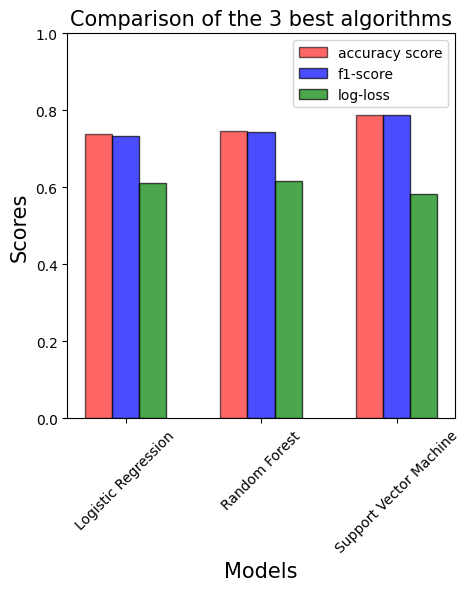 Comparison of the 3 best algorithms
1.0
0.8
0.6
0.4
0.2
0.0
Scores
accuracy score
f1-score
log-loss
Logistic Regression
Random Forest
Support Vector Machine
Models